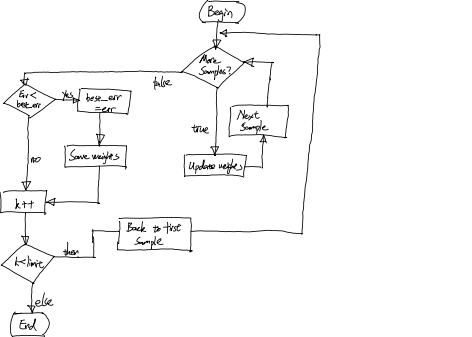 Begin
More
Samples?
false
Err <
best_err
yes
best_err
= err
true
Next
Sample
no
Save weights
Update weights
k++
Back to first
Sample
k<limit
then
else
End